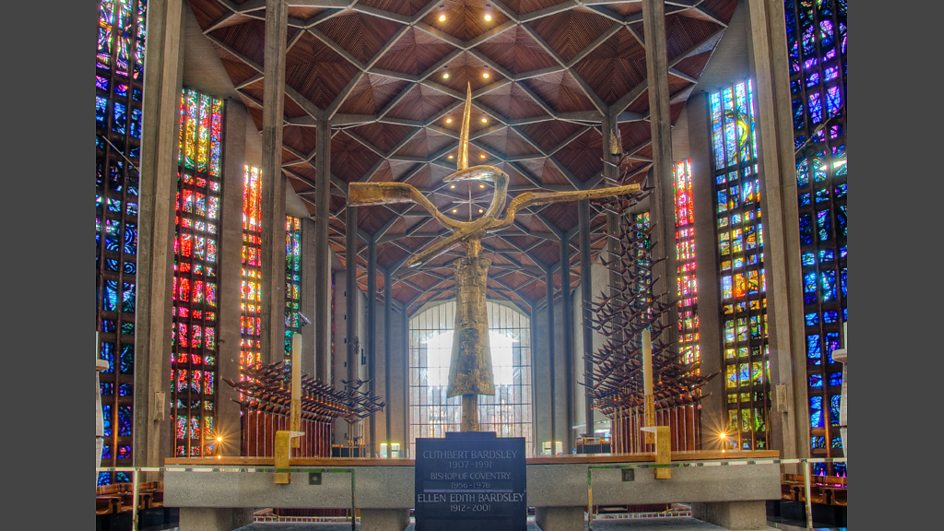 CUTHBERT BARDSLEY
1907-1991
BISHOP OF COVENTRY
1956-1976
ELLEN EDITH BARDSLEY
1912-2001